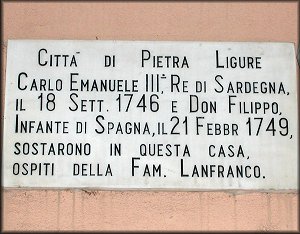 Città di Pietra Ligure
Carlo Emanuele III°, Re di Sardegna,
il 18 Sett. 1746 e Don Filippo,
Infante di Spagna, il 21 Febbr 1749,
sostarono in questa casa,
ospiti della Fam. Lanfranco.